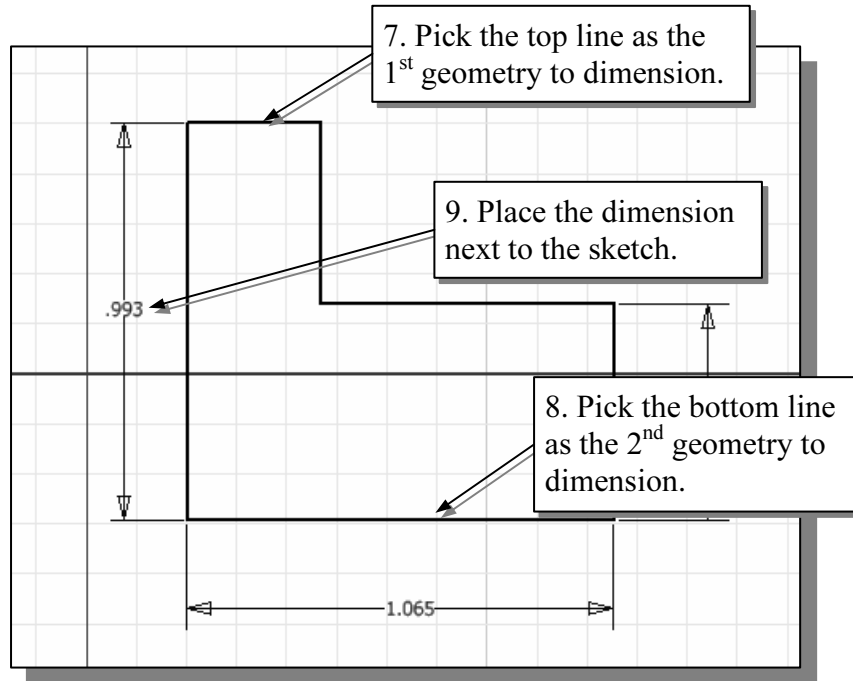 7. Pick the top line as the
1st geometry to dimension.
9. Place the dimension
next to the sketch.
.993
8. Pick the bottom line
as the 2nd geometry to
dimension.
1.065